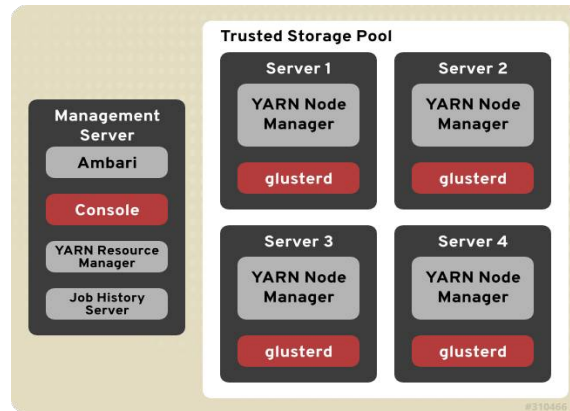 Trusted Storage Pool
Management
Server
Ambari
Console
YARN Resource
Manager
Job History
Server
Server 1
YARN Node
Manager
glusterd
Server 2
YARN Node
Manager
glusterd
Server 3
YARN Node
Manager
glusterd
Server 4
YARN Node
Manager
glusterd
#310466